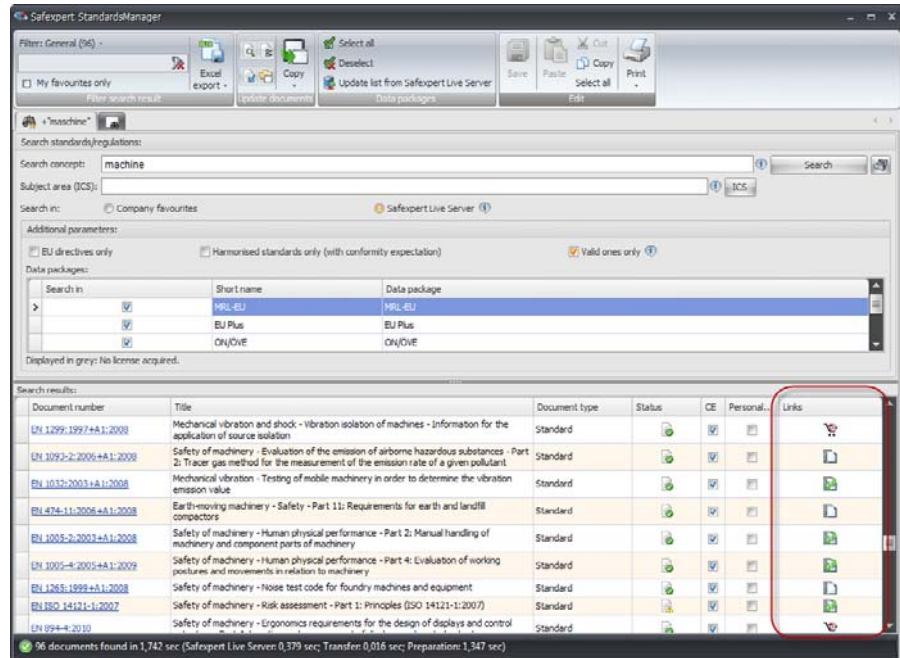 Safexpert StandardsManager
Filter: General (96)
My favourites only
Filter search result
Excel
export
Update documents
Copy
Select all
Deselect
Update list from Safexpert Live Server
Data packages
Save
Paste
Cut
Copy
Select all
Edit
Print
+"maschine"
Search standards/regulations:
Search concept: machine Search
Subject area (ICS): ICS
Search in: Company favourites Safexpert Live Server
Additional parameters:
EU directives only Harmonised standards only (with conformity expectation) Valid ones only
Data packages:
Search in Short name Data package
MRL-EU MRL-EU
EU Plus EU Plus
ON/OVE ON/OVE
Displayed in grey: No license acquired.
Search results:
Document number Title Document type Status CE Personal... Links
EN 1299:1997+A1:2008 Mechanical vibration and shock - Vibration isolation of machines - Information for the
application of source isolation Standard
EN 1093-2:2006+A1:2008 Safety of machinery - Evaluation of the emission of airborne hazardous substances - Part
2: Tracer gas method for the measurement of the emission rate of a given pollutant Standard
EN 1032:2003+A1:2008 Mechanical vibration - Testing of mobile machinery in order to determine the vibration
emission value Standard
EN 474-11:2006+A1:2008 Earth-moving machinery - Safety - Part 11: Requirements for earth and landfill
compactors Standard
EN 1005-2:2003+A1:2008 Safety of machinery - Human physical performance - Part 2: Manual handling of
machinery and component parts of machinery Standard
EN 1005-4:2005+A1:2009 Safety of machinery - Human physical performance - Part 4: Evaluation of working
postures and movements in relation to machinery Standard
EN 1265:1999+A1:2008 Safety of machinery - Noise test code for foundry machines and equipment Standard
EN ISO 14121-1:2007 Safety of machinery - Risk assessment - Part 1: Principles (ISO 14121-1:2007) Standard
EN 894-4:2010 Safety of machinery - Ergonomics requirements for the design of displays and control
Standard
96 documents found in 1,742 sec (Safexpert Live Server: 0,379 sec; Transfer: 0,016 sec; Preparation: 1,347 sec)